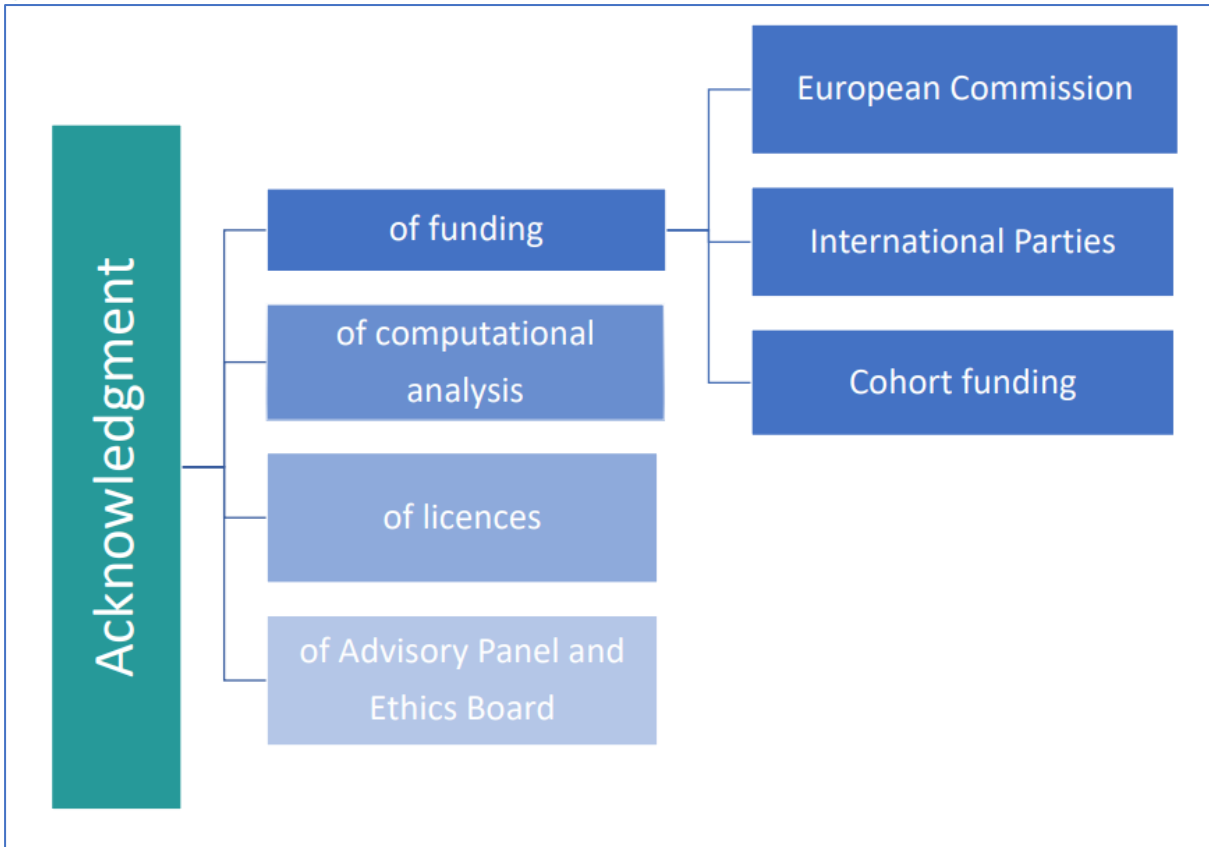 Acknowledgment
of funding
of computational
analysis
of licences
of Advisory Panel and
Ethics Board
European Commission
International Parties
Cohort funding